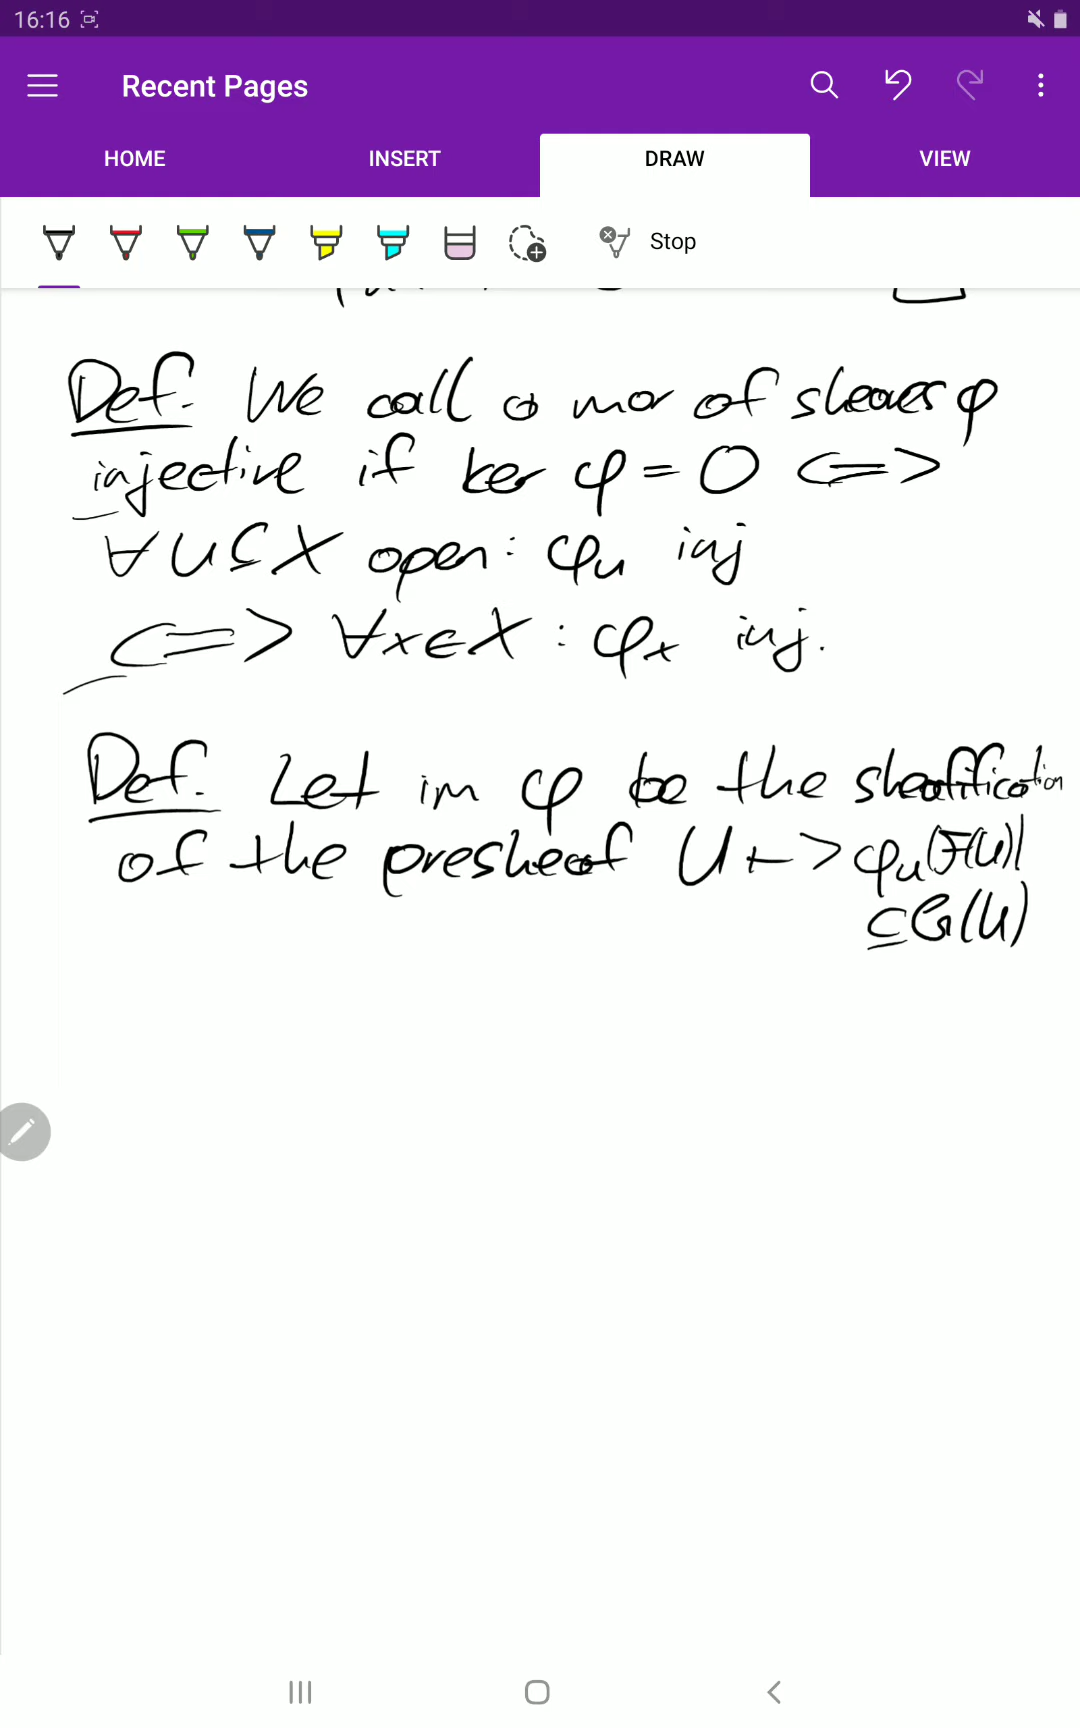 16:16
Recent Pages
HOME INSERT DRAW VIEW
Stop
Def. We call a mor of sheaves φ
injective if ker φ = 0 <=>
∀ U ⊆ X open: φ_U inj
<=> ∀x∈X : φ_x inj.
Def. Let im φ be the sheafification
of the presheaf U ↦ φ_U(F(U))
⊆ G(U)